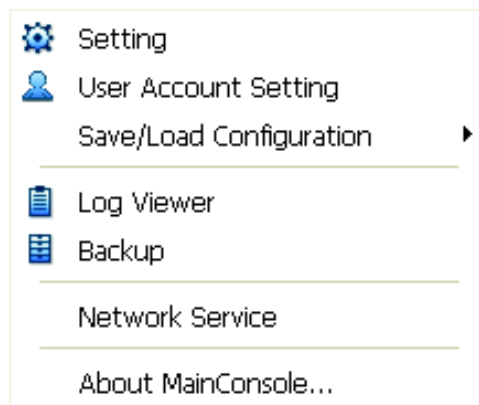 Setting
User Account Setting
Save/Load Configuration
Log Viewer
Backup
Network Service
About MainConsole...